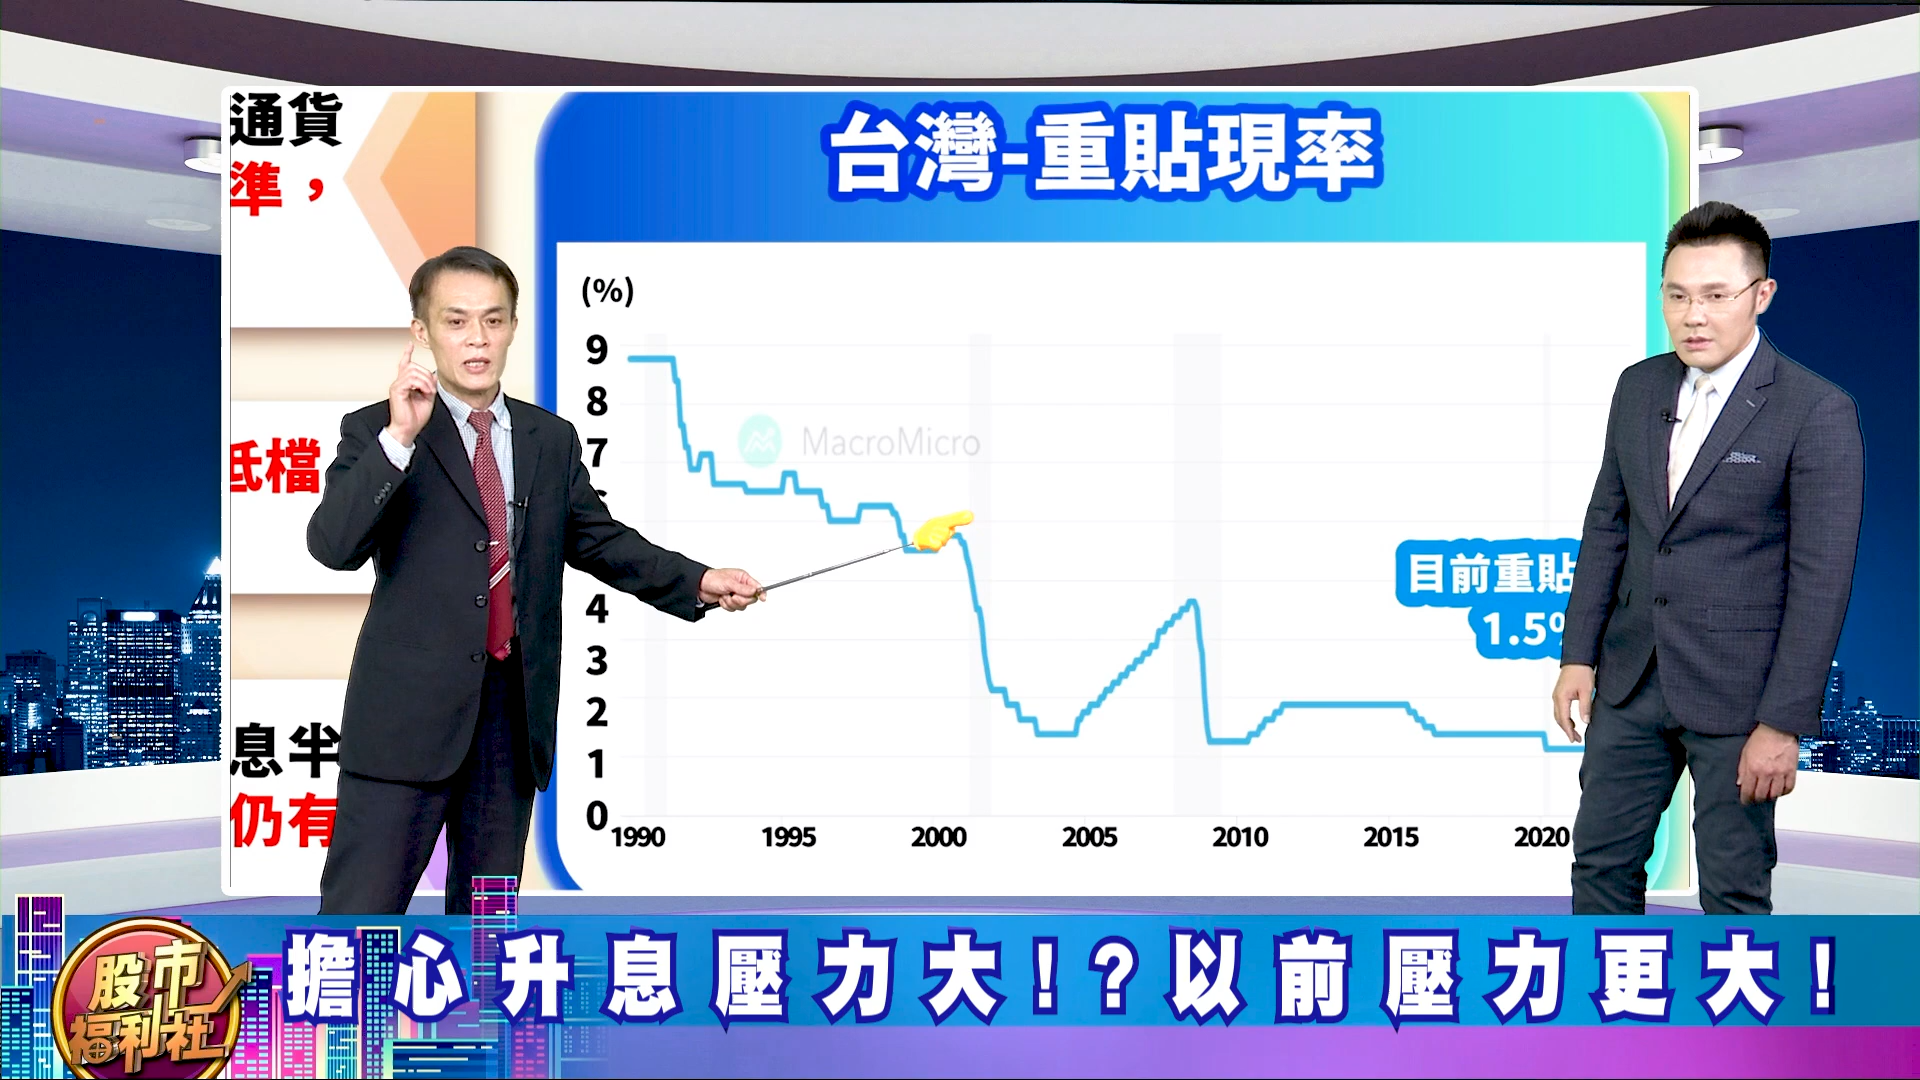 通貨
準，
低檔
息半
仍有
台灣-重貼現率
(%)
9
8
7
4
3
2
1
0
MacroMicro
目前重貼
1.5%
1990 1995 2000 2005 2010 2015 2020
擔心升息壓力大!?以前壓力更大!
股市
福利社